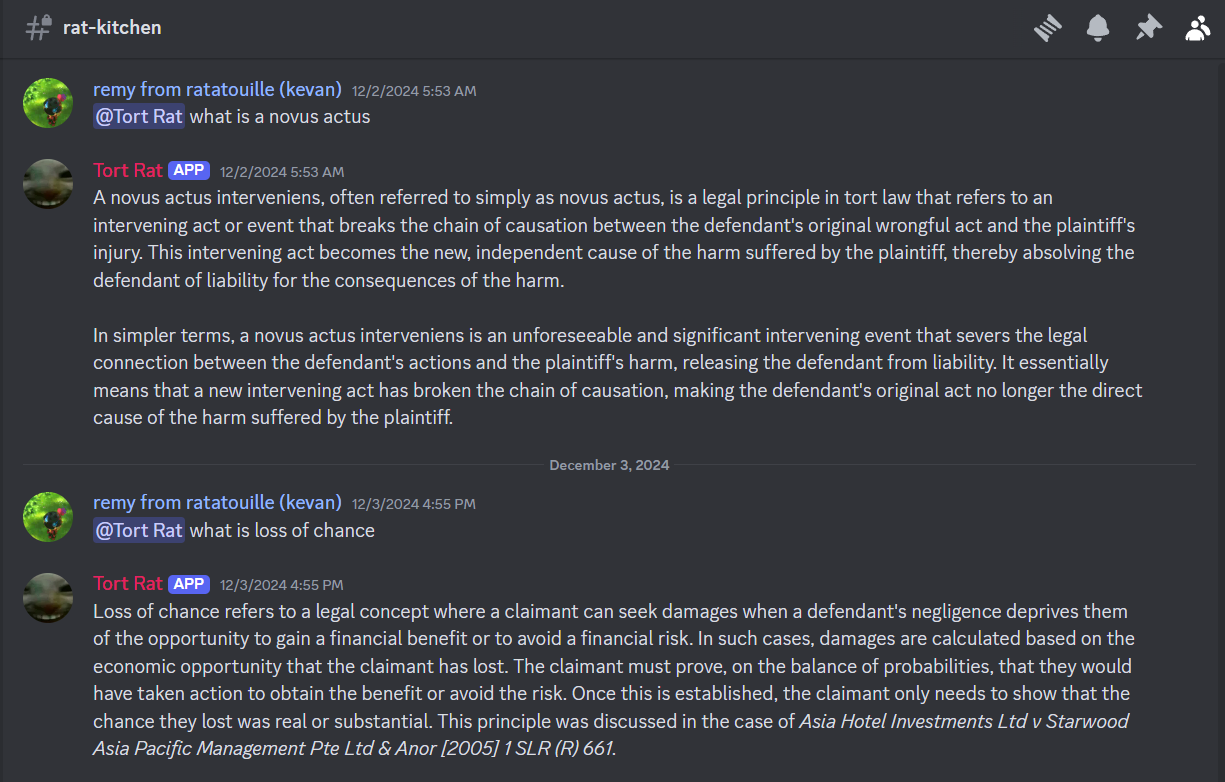 rat-kitchen
remy from ratatouille (kevan) 12/2/2024 5:53 AM
@Tort Rat what is a novus actus
Tort Rat APP 12/2/2024 5:53 AM
A novus actus interveniens, often referred to simply as novus actus, is a legal principle in tort law that refers to an
intervening act or event that breaks the chain of causation between the defendant's original wrongful act and the plaintiff's
injury. This intervening act becomes the new, independent cause of the harm suffered by the plaintiff, thereby absolving the
defendant of liability for the consequences of the harm.
In simpler terms, a novus actus interveniens is an unforeseeable and significant intervening event that severs the legal
connection between the defendant's actions and the plaintiff's harm, releasing the defendant from liability. It essentially
means that a new intervening act has broken the chain of causation, making the defendant's original act no longer the direct
cause of the harm suffered by the plaintiff.
December 3, 2024
remy from ratatouille (kevan) 12/3/2024 4:55 PM
@Tort Rat what is loss of chance
Tort Rat APP 12/3/2024 4:55 PM
Loss of chance refers to a legal concept where a claimant can seek damages when a defendant's negligence deprives them
of the opportunity to gain a financial benefit or to avoid a financial risk. In such cases, damages are calculated based on the
economic opportunity that the claimant has lost. The claimant must prove, on the balance of probabilities, that they would
have taken action to obtain the benefit or avoid the risk. Once this is established, the claimant only needs to show that the
chance they lost was real or substantial. This principle was discussed in the case of Asia Hotel Investments Ltd v Starwood
Asia Pacific Management Pte Ltd & Anor [2005] 1 SLR (R) 661.